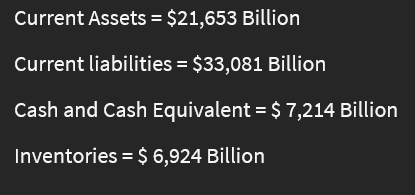 Current Assets = $21,653 Billion
Current liabilities = $33,081 Billion
Cash and Cash Equivalent = $ 7,214 Billion
Inventories = $ 6,924 Billion